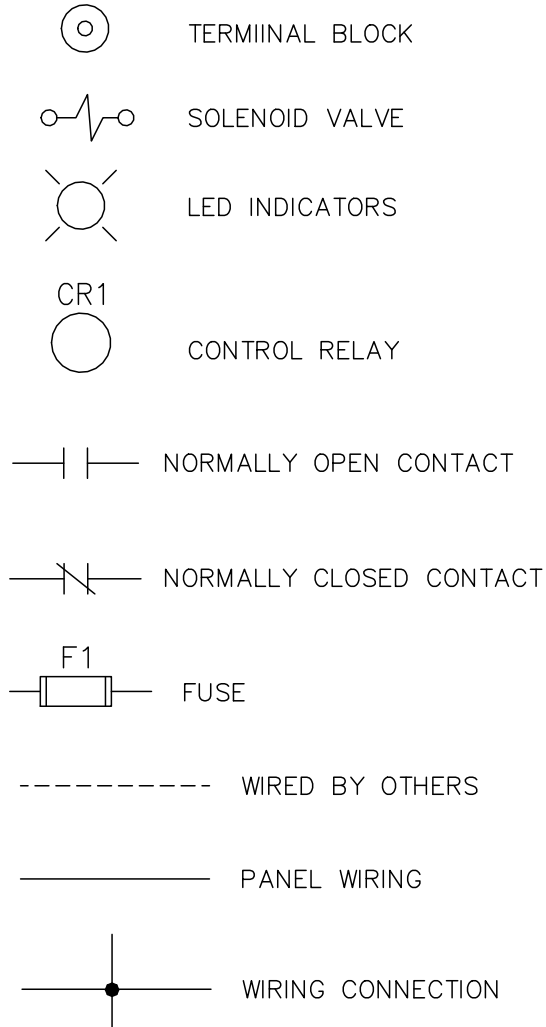 TERMIINAL BLOCK
SOLENOID VALVE
LED INDICATORS
CR1
CONTROL RELAY
NORMALLY OPEN CONTACT
NORMALLY CLOSED CONTACT
F1
FUSE
WIRED BY OTHERS
PANEL WIRING
WIRING CONNECTION